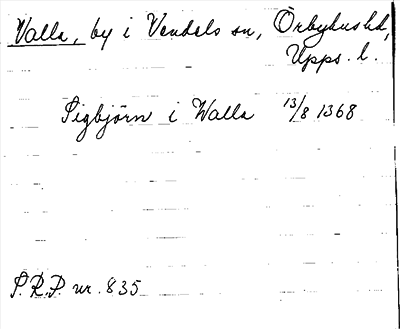 Valla, by i Vendels sn, Örbyhus hd,
Upps. l.
Sigbjörn i Walla 13/8 1368
S.R.P. nr. 835